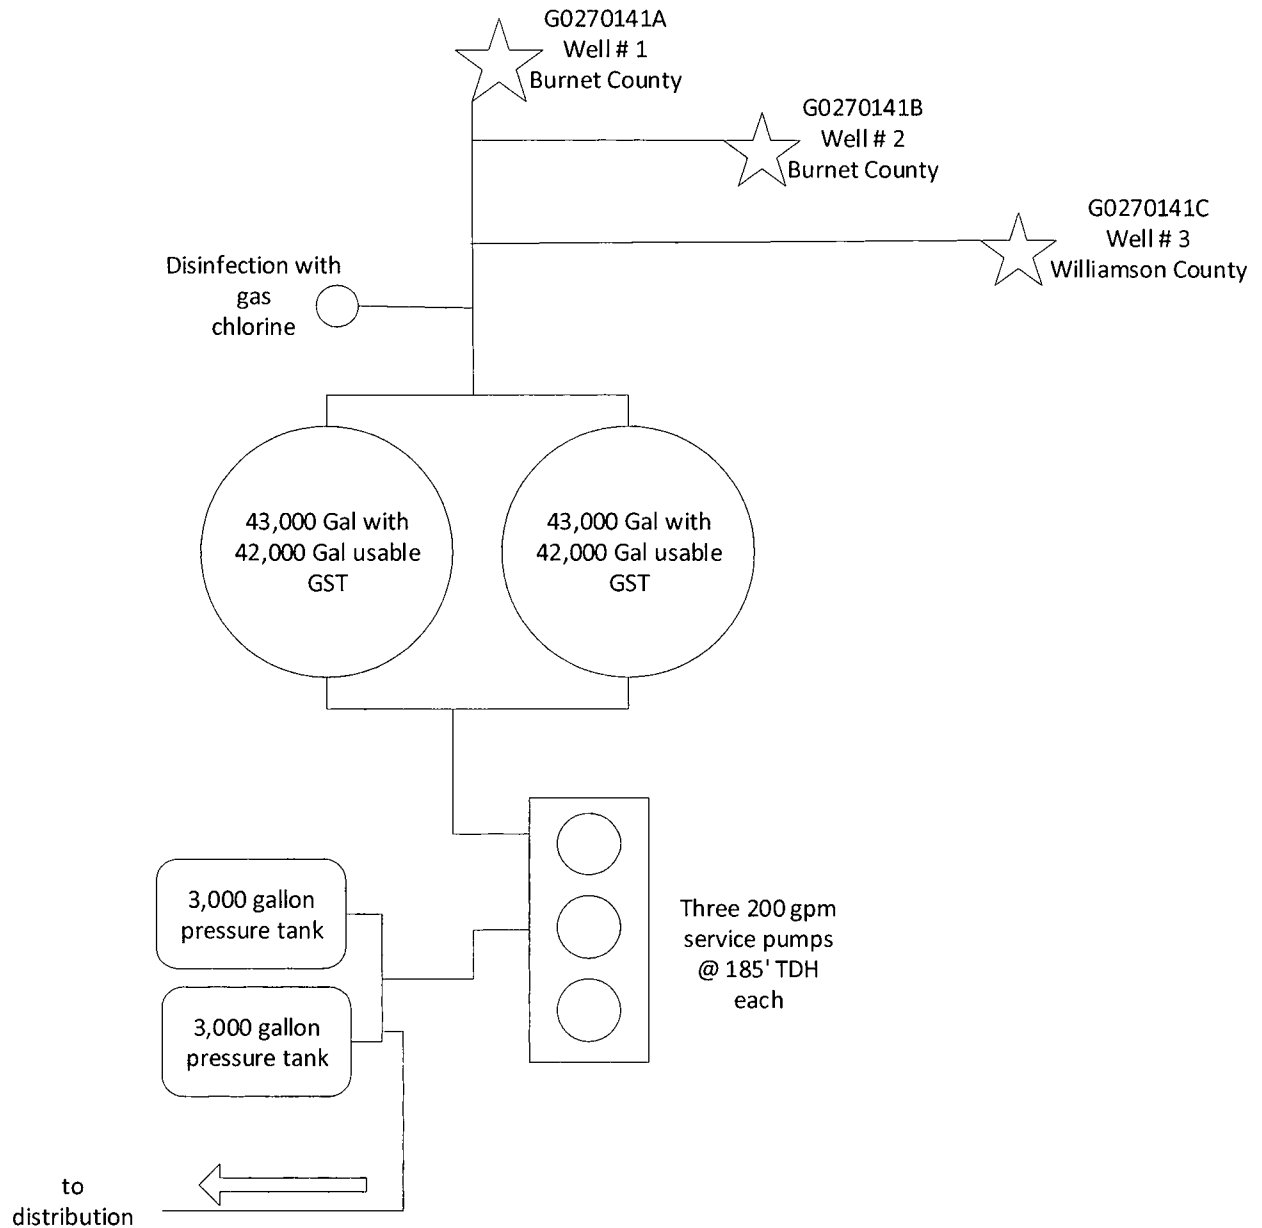 G0270141A
Well # 1
Burnet County
G0270141B
Well # 2
Burnet County
G0270141C
Well # 3
Williamson County
Disinfection with
gas
chlorine
43,000 Gal with
42,000 Gal usable
GST
43,000 Gal with
42,000 Gal usable
GST
3,000 gallon
pressure tank
Three 200 gpm
service pumps
@ 185' TDH
each
3,000 gallon
pressure tank
to
distribution